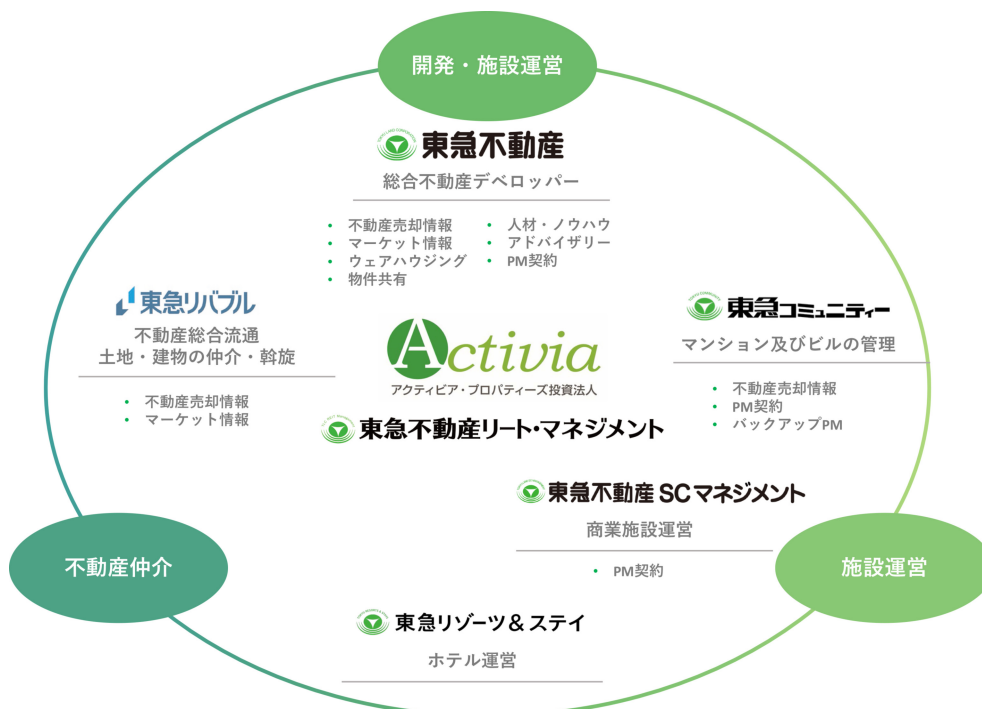 開発・施設運営
東急不動産
総合不動産デベロッパー
• 不動産売却情報
• マーケット情報
• ウェアハウジング
• 物件共有
• 人材・ノウハウ
• アドバイザリー
• PM契約
東急リバブル
不動産総合流通
土地・建物の仲介・斡旋
• 不動産売却情報
• マーケット情報
Activia
アクティビア・プロパティーズ投資法人
東急不動産リート・マネジメント
東急コミュニティー
マンション及びビルの管理
• 不動産売却情報
• PM契約
• バックアップPM
東急不動産SCマネジメント
商業施設運営
• PM契約
不動産仲介
施設運営
東急リゾーツ&ステイ
ホテル運営